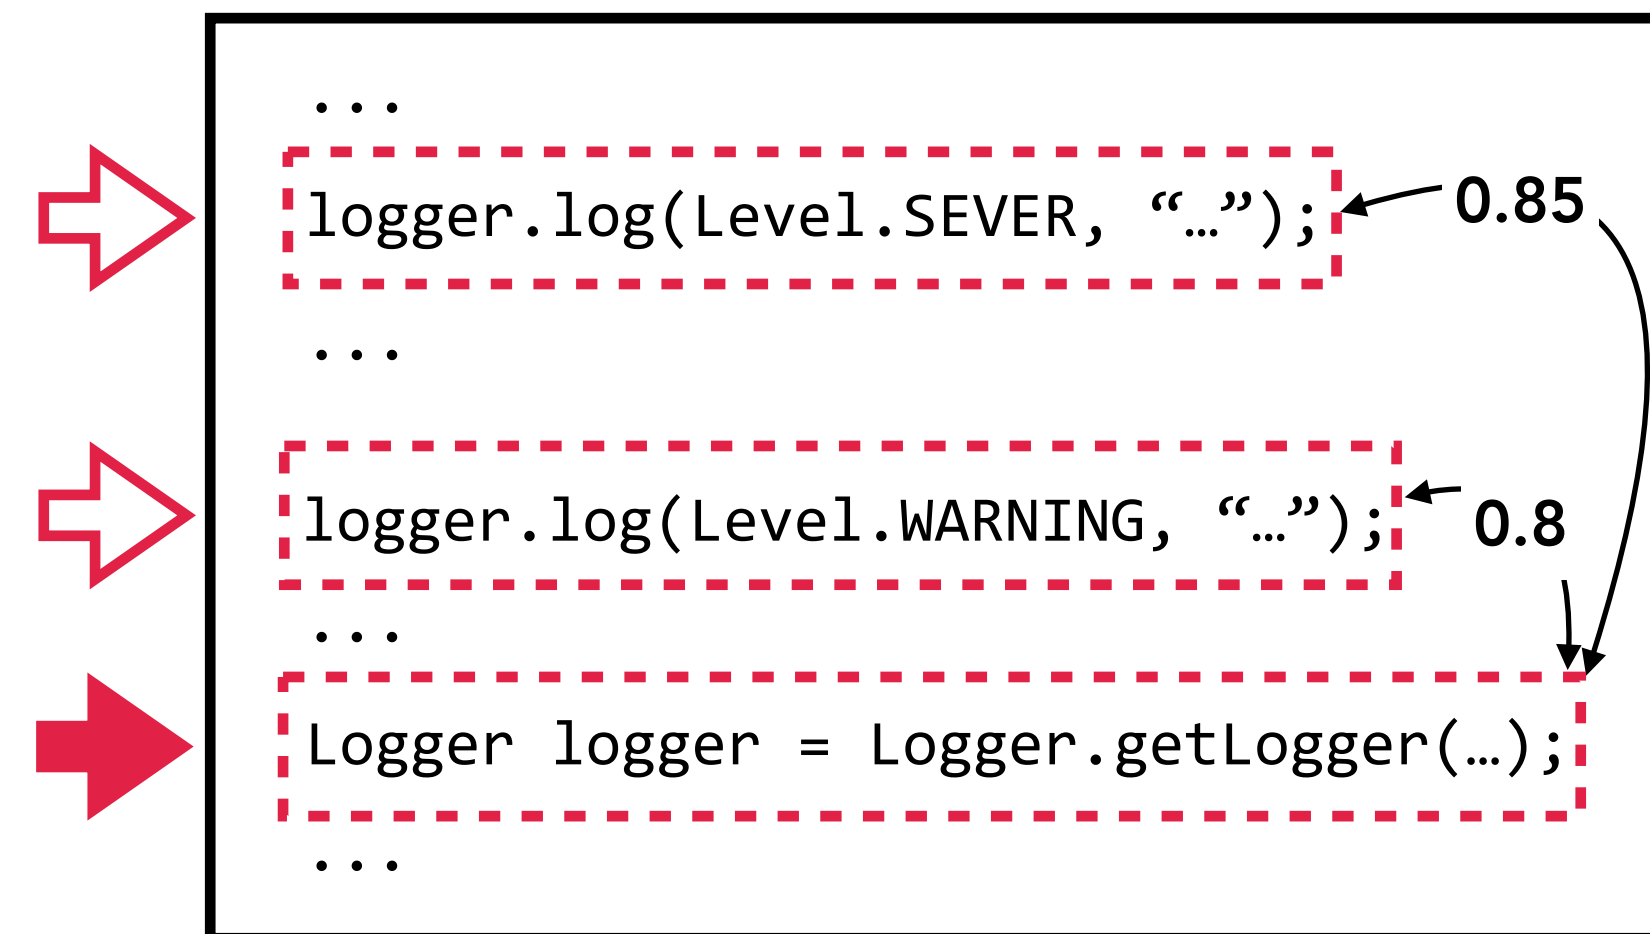 ...
logger.log(Level.SEVER, “…”);
0.85
...
logger.log(Level.WARNING, “…”);
0.8
...
Logger logger = Logger.getLogger(…);
...